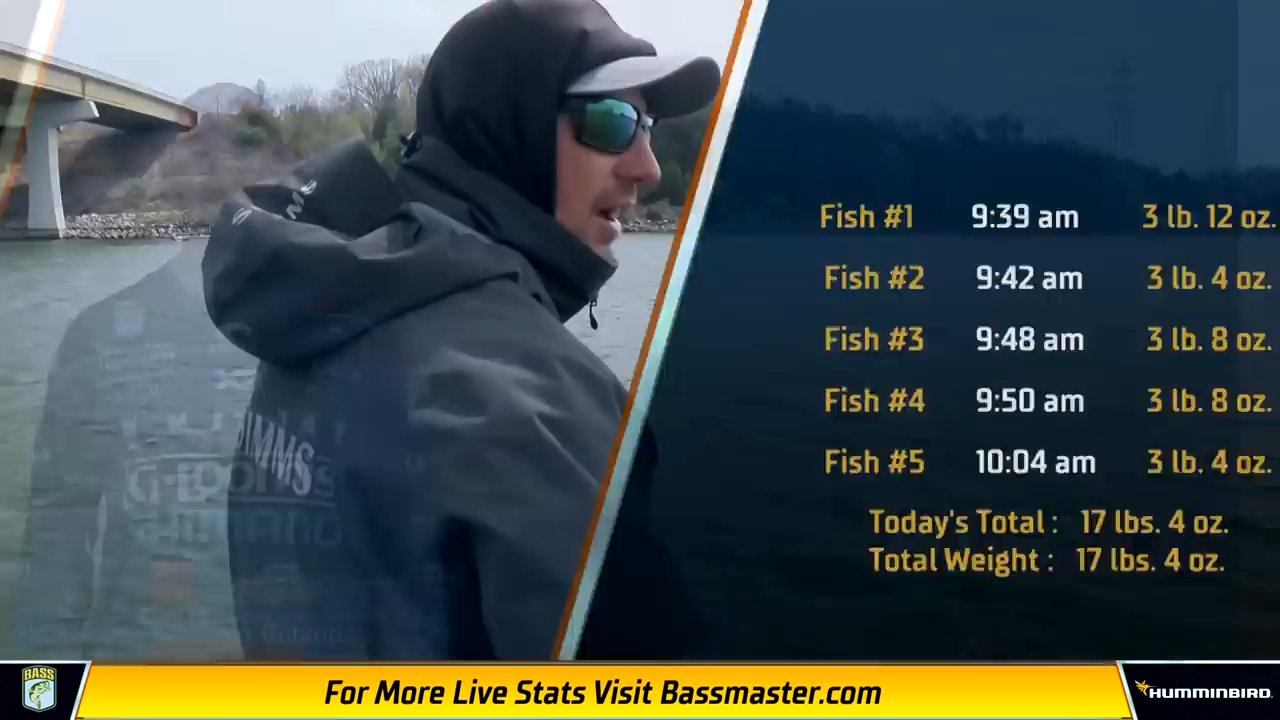 Fish #1 9:39 am 3 lb. 12 oz.
Fish #2 9:42 am 3 lb. 4 oz.
Fish #3 9:48 am 3 lb. 8 oz.
Fish #4 9:50 am 3 lb. 8 oz.
Fish #5 10:04 am 3 lb. 4 oz.
Today's Total : 17 lbs. 4 oz.
Total Weight : 17 lbs. 4 oz.
SIMMS
G-LOOMIS
SHIMANO
BASS
For More Live Stats Visit Bassmaster.com
HUMMINBIRD